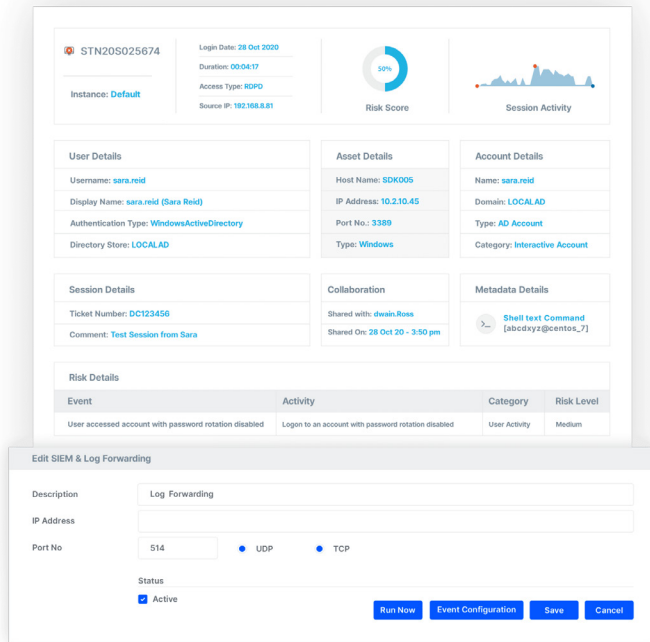 STN20S025674
Instance: Default
Login Date: 28 Oct 2020
Duration: 00:04:17
Access Type: RDPD
Source IP: 192.168.8.81
50%
Risk Score
Session Activity
User Details
Username: sara.reid
Display Name: sara.reid (Sara Reid)
Authentication Type: WindowsActiveDirectory
Directory Store: LOCALAD
Asset Details
Host Name: SDK005
IP Address: 10.2.10.45
Port No.: 3389
Type: Windows
Account Details
Name: sara.reid
Domain: LOCALAD
Type: AD Account
Category: Interactive Account
Session Details
Ticket Number: DC123456
Comment: Test Session from Sara
Collaboration
Shared with: dwain.Ross
Shared On: 28 Oct 20 - 3:50 pm
Metadata Details
>_ Shell text Command
[abcdxyz@centos_7]
Risk Details
Event Activity Category Risk Level
User accessed account with password rotation disabled Logon to an account with password rotation disabled User Activity Medium
Edit SIEM & Log Forwarding
Description Log Forwarding
IP Address
Port No 514 UDP TCP
Status
Active
Run Now Event Configuration Save Cancel